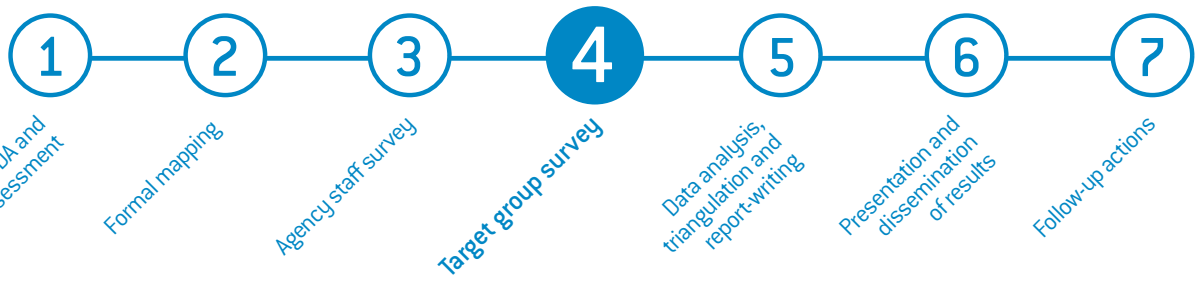 1
2
3
4
5
6
7
and
Formal mapping
Agency staff survey
Target group survey
Data analysis,
triangulation and
report-writing
Presentation and
dissemination
of results
Follow-up actions